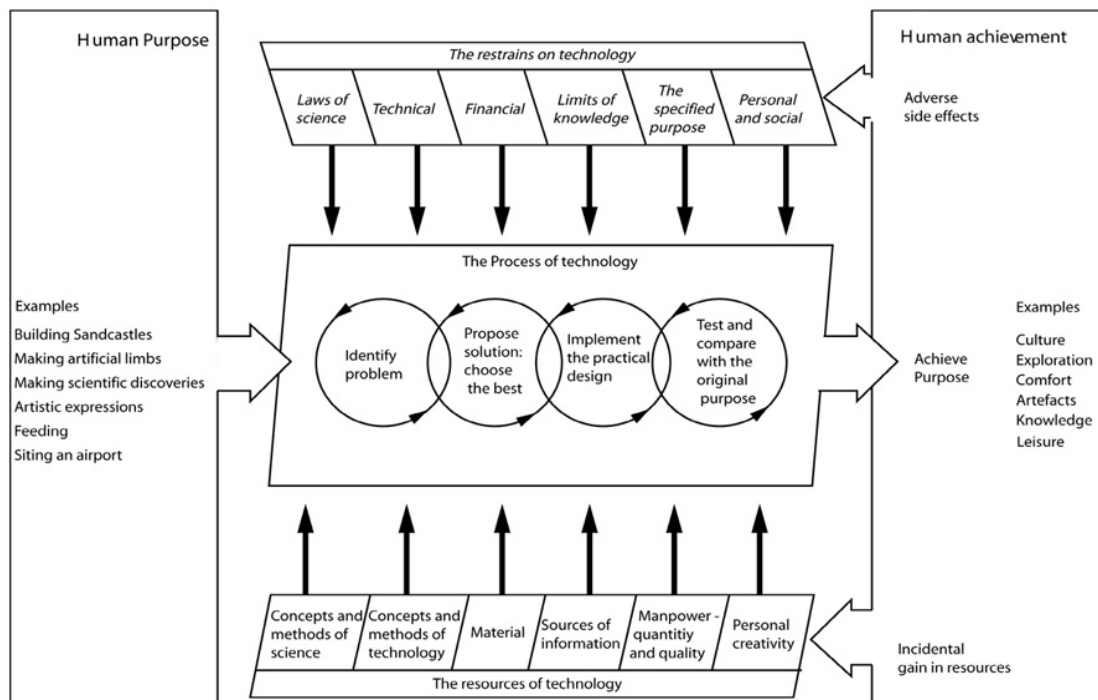 Human Purpose
Examples
Building Sandcastles
Making artificial limbs
Making scientific discoveries
Artistic expressions
Feeding
Siting an airport
The restrains on technology
Laws of
science
Technical
Financial
Limits of
knowledge
The
specified
purpose
Personal
and social
The Process of technology
Identify
problem
Propose
solution:
choose
the best
Implement
the practical
design
Test and
compare
with the
original
purpose
Concepts and
methods of
science
Concepts and
methods of
technology
Material
Sources of
information
Manpower -
quantitiy
and quality
Personal
creativity
The resources of technology
Human achievement
Adverse
side effects
Achieve
Purpose
Examples
Culture
Exploration
Comfort
Artefacts
Knowledge
Leisure
Incidental
gain in resources